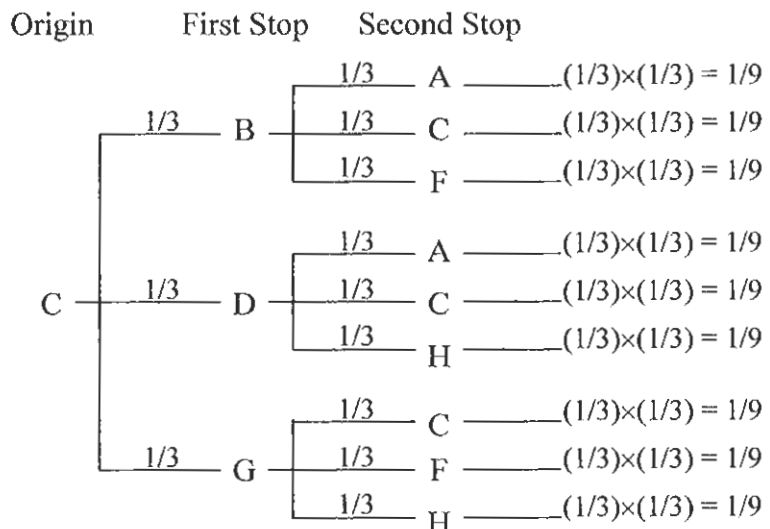 Origin First Stop Second Stop
1/3 A (1/3)×(1/3) = 1/9
1/3 B 1/3 C (1/3)×(1/3) = 1/9
1/3 F (1/3)×(1/3) = 1/9
1/3 A (1/3)×(1/3) = 1/9
C 1/3 D 1/3 C (1/3)×(1/3) = 1/9
1/3 H (1/3)×(1/3) = 1/9
1/3 C (1/3)×(1/3) = 1/9
1/3 G 1/3 F (1/3)×(1/3) = 1/9
1/3 H (1/3)×(1/3) = 1/9